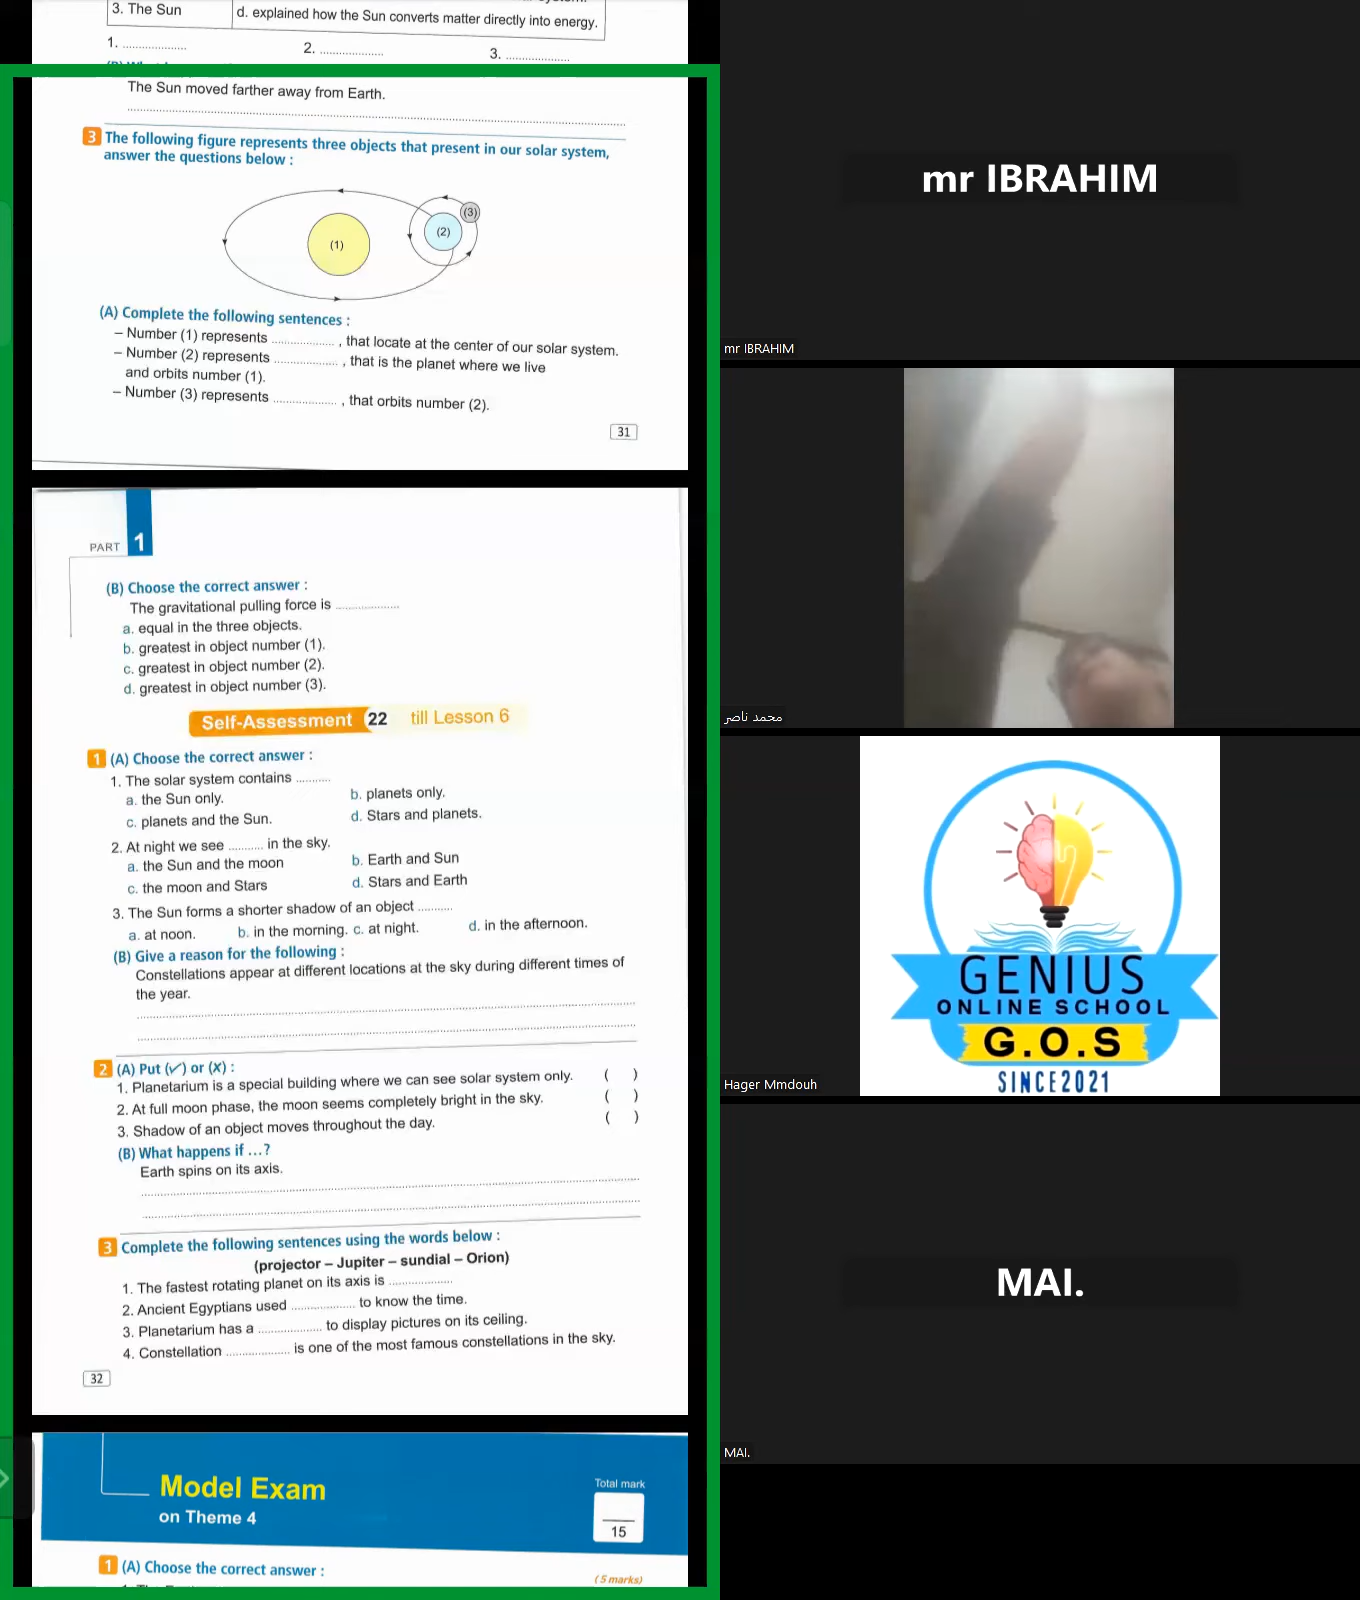 3. The Sun
d. explained how the Sun converts matter directly into energy.
1. ....................
2. ....................
3. ....................
The Sun moved farther away from Earth.
3 The following figure represents three objects that present in our solar system,
answer the questions below :
(1)
(2)
(3)
(A) Complete the following sentences :
– Number (1) represents .................... , that locate at the center of our solar system.
– Number (2) represents .................... , that is the planet where we live
and orbits number (1).
– Number (3) represents .................... , that orbits number (2).
31
PART 1
(B) Choose the correct answer :
The gravitational pulling force is ....................
a. equal in the three objects.
b. greatest in object number (1).
c. greatest in object number (2).
d. greatest in object number (3).
Self-Assessment 22 till Lesson 6
1 (A) Choose the correct answer :
1. The solar system contains ..........
a. the Sun only.
b. planets only.
c. planets and the Sun.
d. Stars and planets.
2. At night we see .......... in the sky.
a. the Sun and the moon
b. Earth and Sun
c. the moon and Stars
d. Stars and Earth
3. The Sun forms a shorter shadow of an object ..........
a. at noon. b. in the morning. c. at night. d. in the afternoon.
(B) Give a reason for the following :
Constellations appear at different locations at the sky during different times of
the year.
2 (A) Put (✓) or (✗) :
1. Planetarium is a special building where we can see solar system only. ( )
2. At full moon phase, the moon seems completely bright in the sky. ( )
3. Shadow of an object moves throughout the day. ( )
(B) What happens if ...?
Earth spins on its axis.
3 Complete the following sentences using the words below :
(projector – Jupiter – sundial – Orion)
1. The fastest rotating planet on its axis is ....................
2. Ancient Egyptians used .................... to know the time.
3. Planetarium has a .................... to display pictures on its ceiling.
4. Constellation .................... is one of the most famous constellations in the sky.
32
Model Exam
on Theme 4
Total mark
15
1 (A) Choose the correct answer :
(5 marks)
mr IBRAHIM
mr IBRAHIM
محمد ناصر
GENIUS
ONLINE SCHOOL
G.O.S
SINCE2021
Hager Mmdouh
MAI.
MAI.